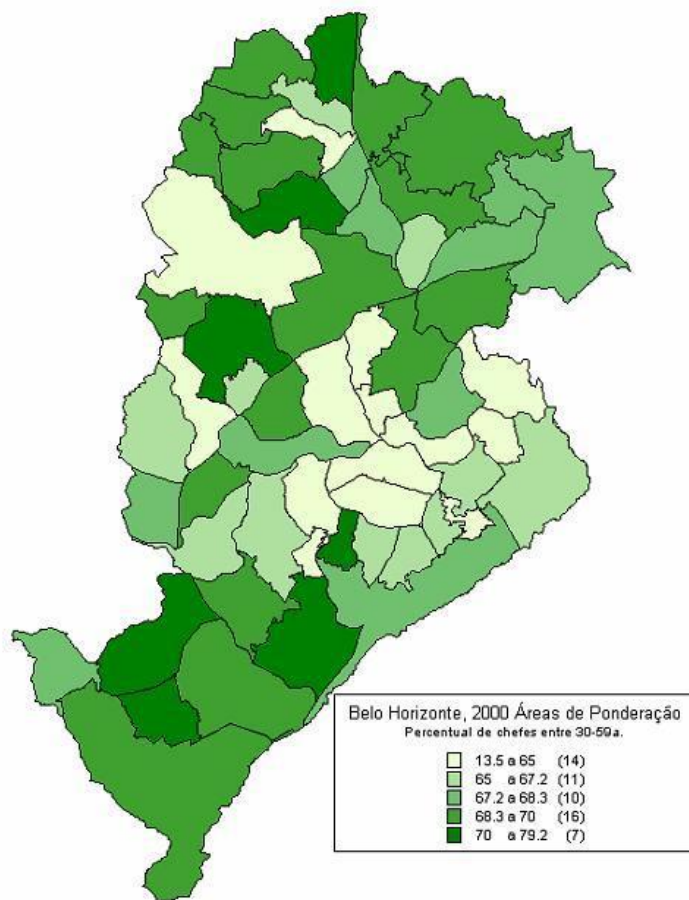 Belo Horizonte, 2000 Áreas de Ponderação
Percentual de chefes entre 30-59a.
13.5 a 65 (14)
65 a 67.2 (11)
67.2 a 68.3 (10)
68.3 a 70 (16)
70 a 79.2 (7)